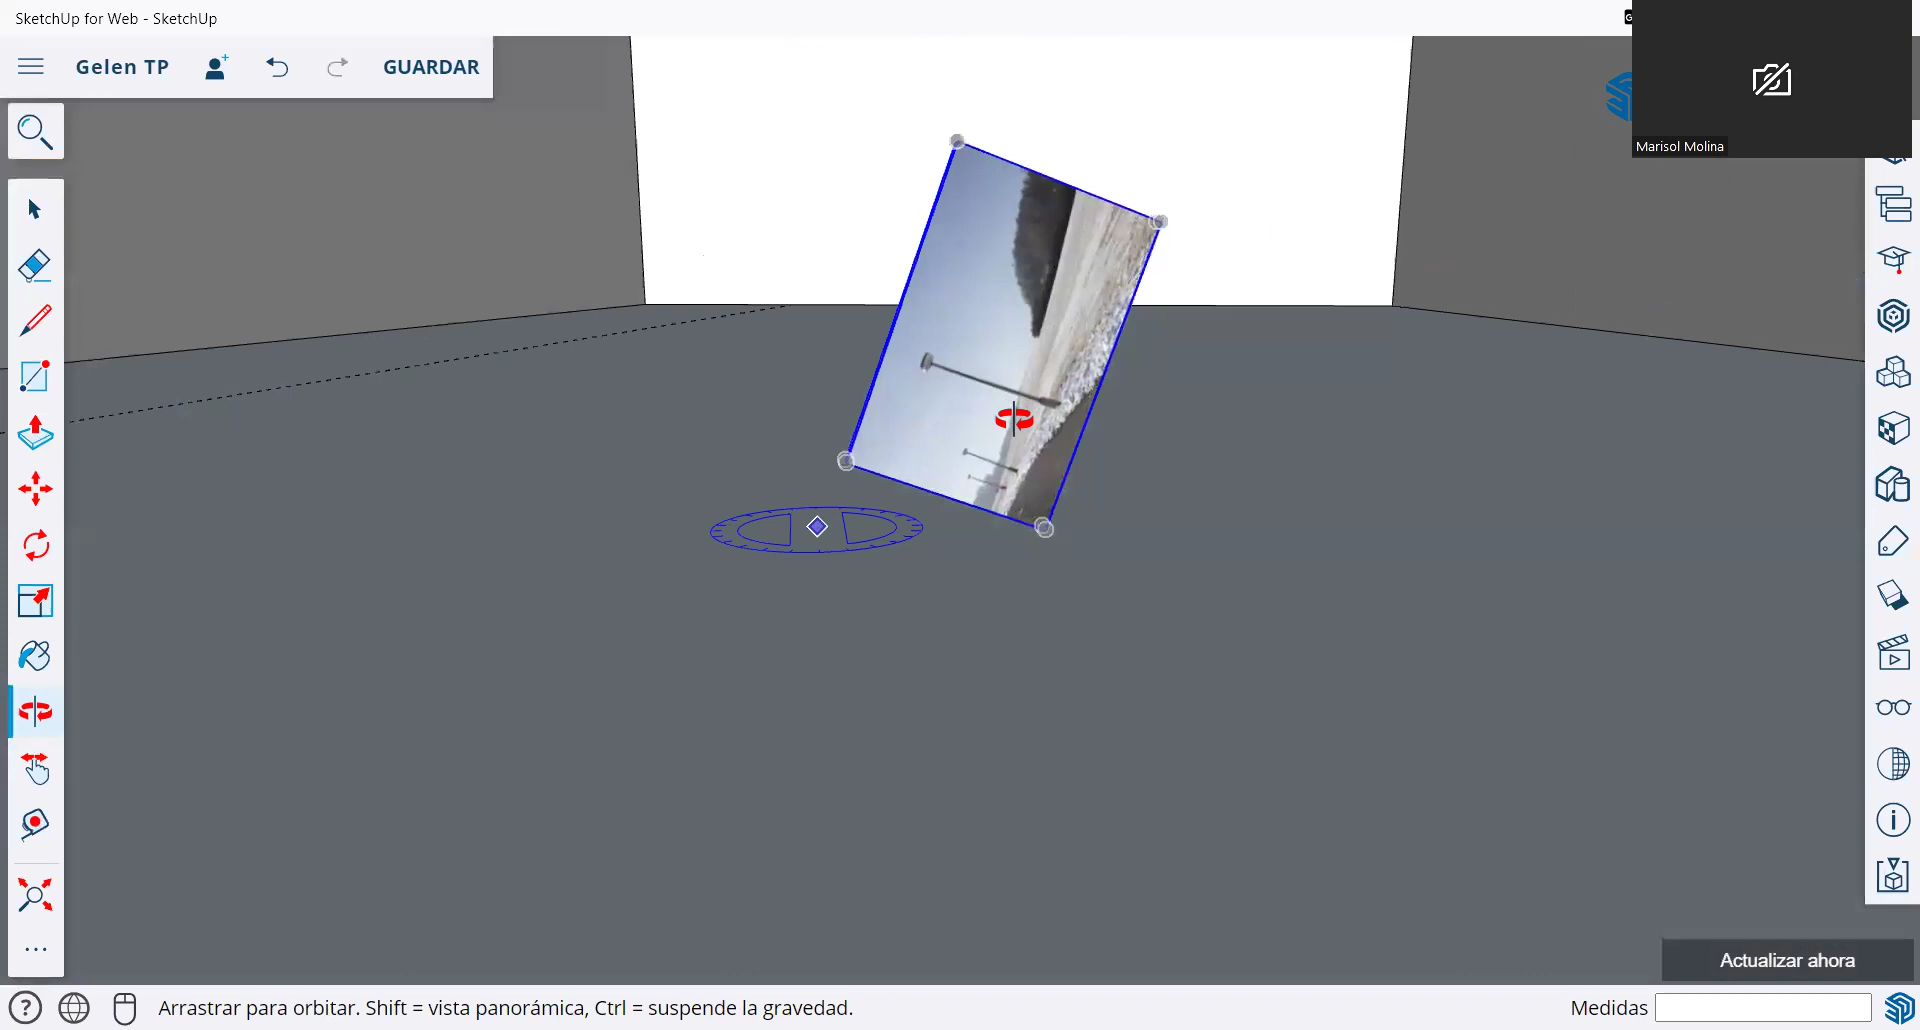 SketchUp for Web - SketchUp
Gelen TP
GUARDAR
Marisol Molina
Actualizar ahora
Arrastrar para orbitar. Shift = vista panorámica, Ctrl = suspende la gravedad.
Medidas